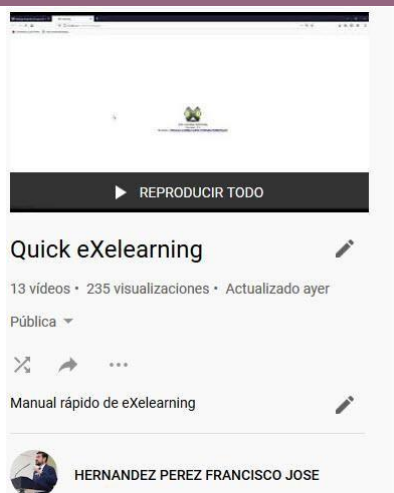 REPRODUCIR TODO
Quick eXelearning
13 vídeos • 235 visualizaciones • Actualizado ayer
Pública
Manual rápido de eXelearning
HERNANDEZ PEREZ FRANCISCO JOSE